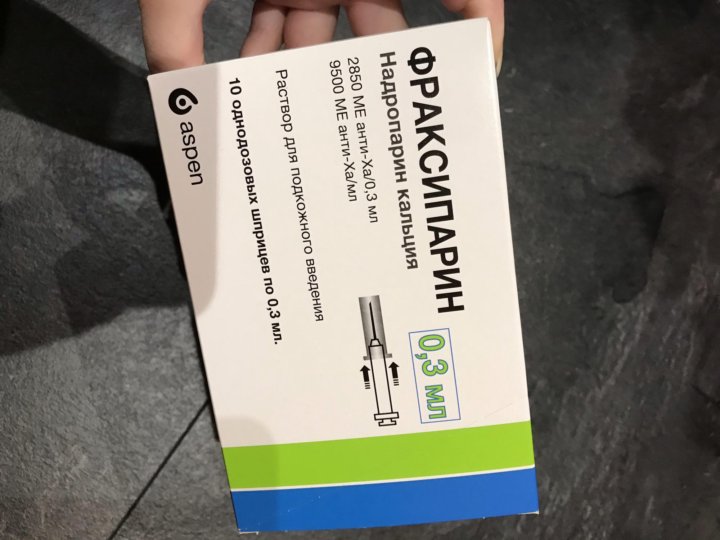 ФРАКСИПАРИН 0,3 мл
Надропарин кальция
2850 МЕ анти-Ха/0,3 мл
9500 МЕ анти-Ха/мл
Раствор для подкожного введения
10 однодозовых шприцев по 0,3 мл.
aspen